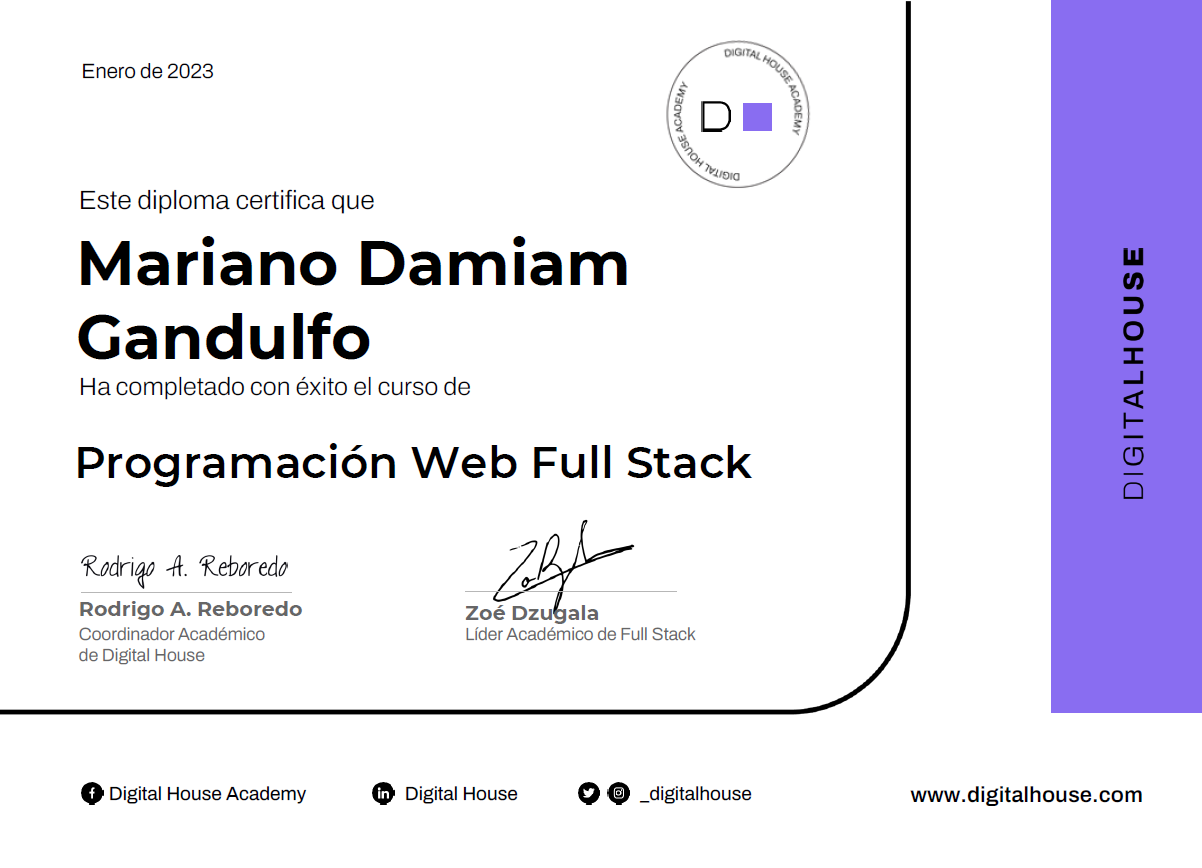 Enero de 2023
DIGITAL HOUSE ACADEMY
DIGITAL HOUSE ACADEMY
D
Este diploma certifica que
Mariano Damiam
Gandulfo
Ha completado con éxito el curso de
Programación Web Full Stack
Rodrigo A. Reboredo
Rodrigo A. Reboredo
Coordinador Académico
de Digital House
Zoé Dzugala
Líder Académico de Full Stack
DIGITALHOUSE
Digital House Academy
Digital House
_digitalhouse
www.digitalhouse.com